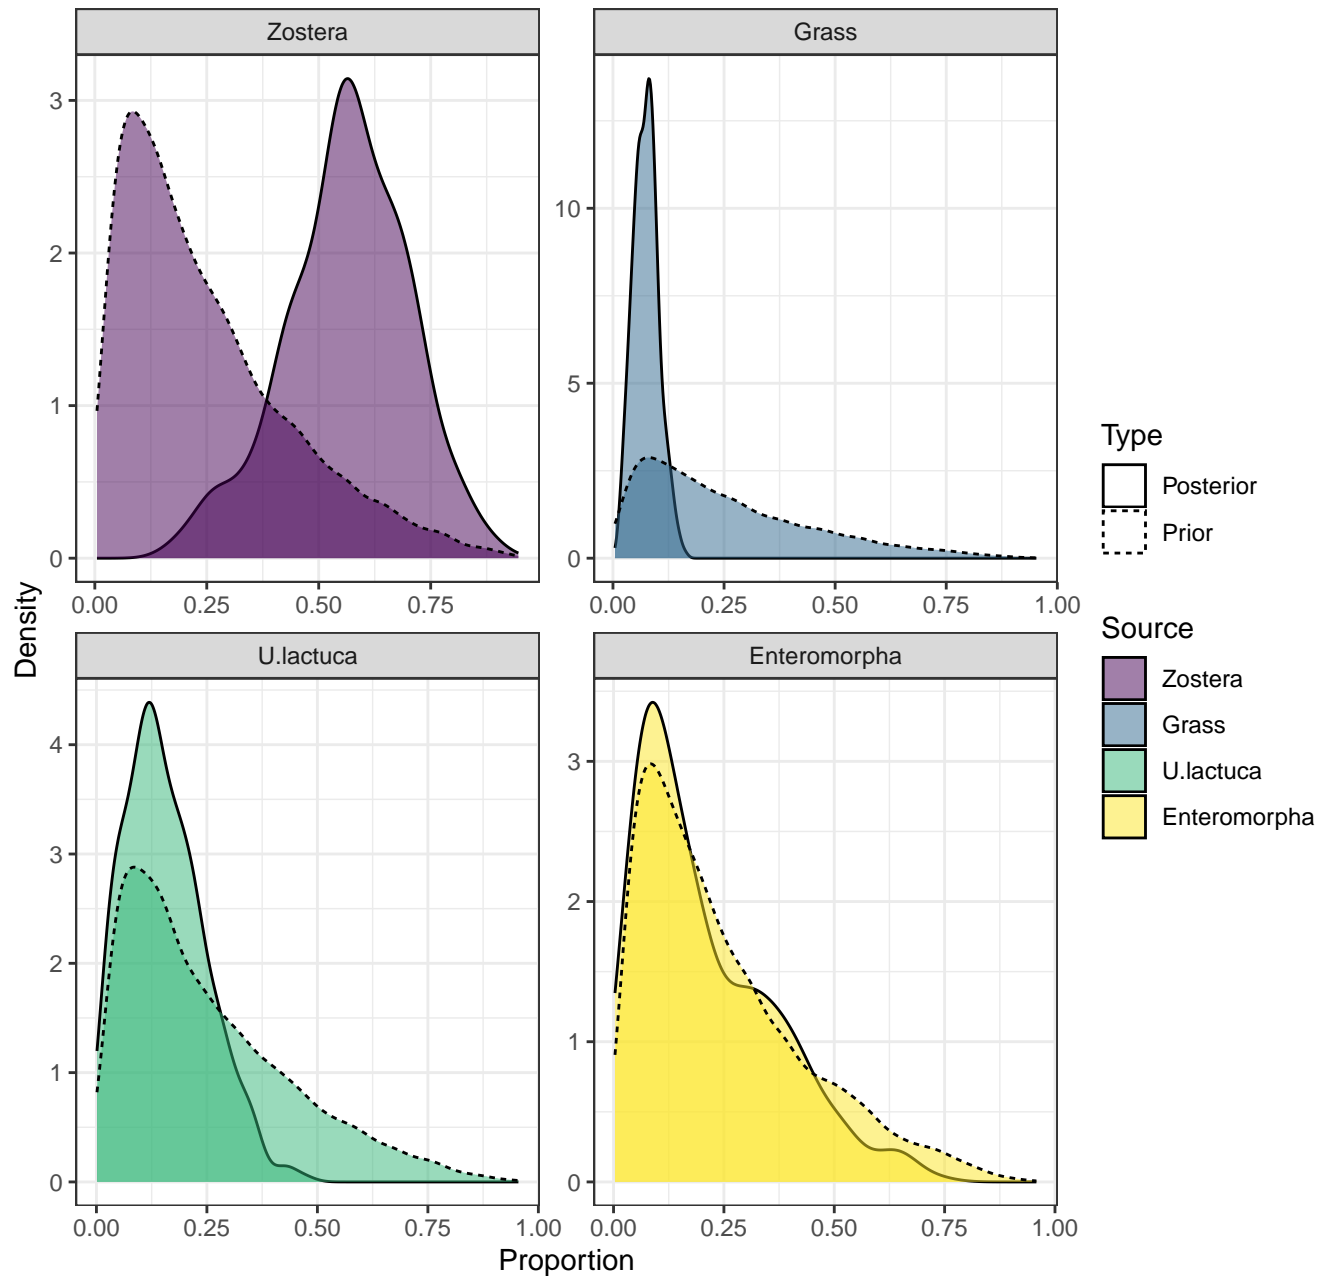 Zostera
Grass
3
2
1
0
10
5
0
0.00 0.25 0.50 0.75
0.00 0.25 0.50 0.75 1.00
Density
U.lactuca
Enteromorpha
4
3
2
1
0
3
2
1
0
0.00 0.25 0.50 0.75 1.00
0.00 0.25 0.50 0.75 1.00
Proportion
Type
Posterior
Prior
Source
Zostera
Grass
U.lactuca
Enteromorpha